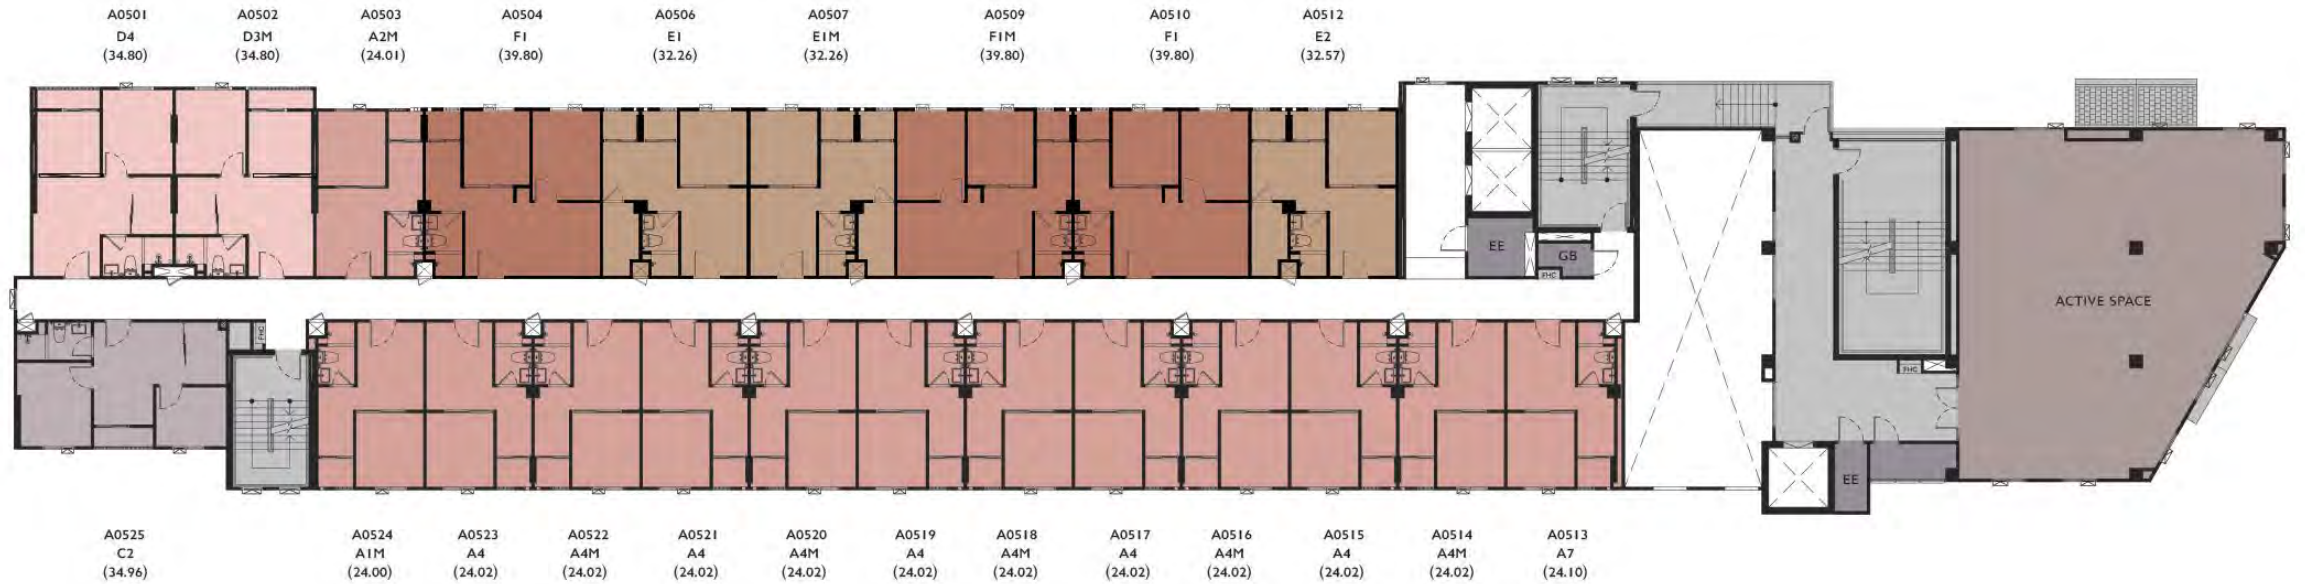 A0501
D4
(34.80)
A0502
D3M
(34.80)
A0503
A2M
(24.01)
A0504
F1
(39.80)
A0506
E1
(32.26)
A0507
E1M
(32.26)
A0509
F1M
(39.80)
A0510
F1
(39.80)
A0512
E2
(32.57)
EE
GB
FHC
ACTIVE SPACE
FHC
FHC
EE
A0525
C2
(34.96)
A0524
A1M
(24.00)
A0523
A4
(24.02)
A0522
A4M
(24.02)
A0521
A4
(24.02)
A0520
A4M
(24.02)
A0519
A4
(24.02)
A0518
A4M
(24.02)
A0517
A4
(24.02)
A0516
A4M
(24.02)
A0515
A4
(24.02)
A0514
A4M
(24.02)
A0513
A7
(24.10)